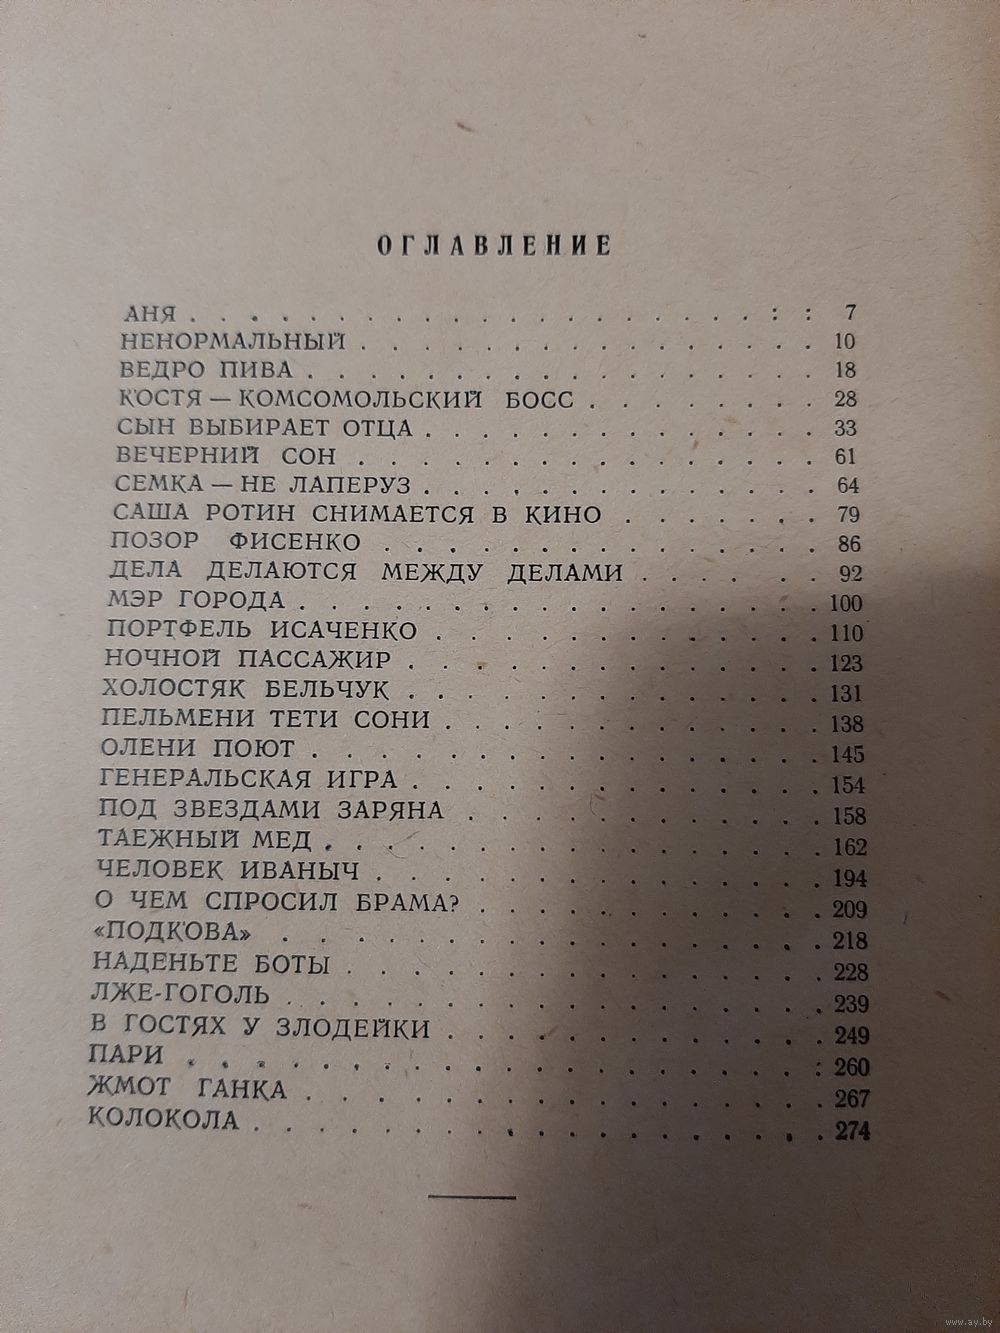 ОГЛАВЛЕНИЕ
АНЯ . . . . . . . . . . . . . . . . . . . : : 7
НЕНОРМАЛЬНЫЙ . . . . . . . . . . . . . . . 10
ВЕДРО ПИВА . . . . . . . . . . . . . . . . 18
КОСТЯ — КОМСОМОЛЬСКИЙ БОСС . . . . . . . . 28
СЫН ВЫБИРАЕТ ОТЦА . . . . . . . . . . . . . 33
ВЕЧЕРНИЙ СОН . . . . . . . . . . . . . . . 61
СЕМКА — НЕ ЛАПЕРУЗ . . . . . . . . . . . . 64
САША РОТИН СНИМАЕТСЯ В КИНО . . . . . . . 79
ПОЗОР ФИСЕНКО . . . . . . . . . . . . . . 86
ДЕЛА ДЕЛАЮТСЯ МЕЖДУ ДЕЛАМИ . . . . . . 92
МЭР ГОРОДА . . . . . . . . . . . . . . . . 100
ПОРТФЕЛЬ ИСАЧЕНКО . . . . . . . . . . . . 110
НОЧНОЙ ПАССАЖИР . . . . . . . . . . . . . 123
ХОЛОСТЯК БЕЛЬЧУК . . . . . . . . . . . . . 131
ПЕЛЬМЕНИ ТЕТИ СОНИ . . . . . . . . . . . . 138
ОЛЕНИ ПОЮТ . . . . . . . . . . . . . . . . 145
ГЕНЕРАЛЬСКАЯ ИГРА . . . . . . . . . . . . . 154
ПОД ЗВЕЗДАМИ ЗАРЯНА . . . . . . . . . . . 158
ТАЕЖНЫЙ МЕД . . . . . . . . . . . . . . . 162
ЧЕЛОВЕК ИВАНЫЧ . . . . . . . . . . . . . . 194
О ЧЕМ СПРОСИЛ БРАМА? . . . . . . . . . . . 209
«ПОДКОВА» . . . . . . . . . . . . . . . . . 218
НАДЕНЬТЕ БОТЫ . . . . . . . . . . . . . . . 228
ЛЖЕ-ГОГОЛЬ . . . . . . . . . . . . . . . . 239
В ГОСТЯХ У ЗЛОДЕЙКИ . . . . . . . . . . . . 249
ПАРИ . . . . . . . . . . . . . . . . . . . : 260
ЖМОТ ГАНКА . . . . . . . . . . . . . . . . 267
КОЛОКОЛА . . . . . . . . . . . . . . . . . 274
www.ay.by